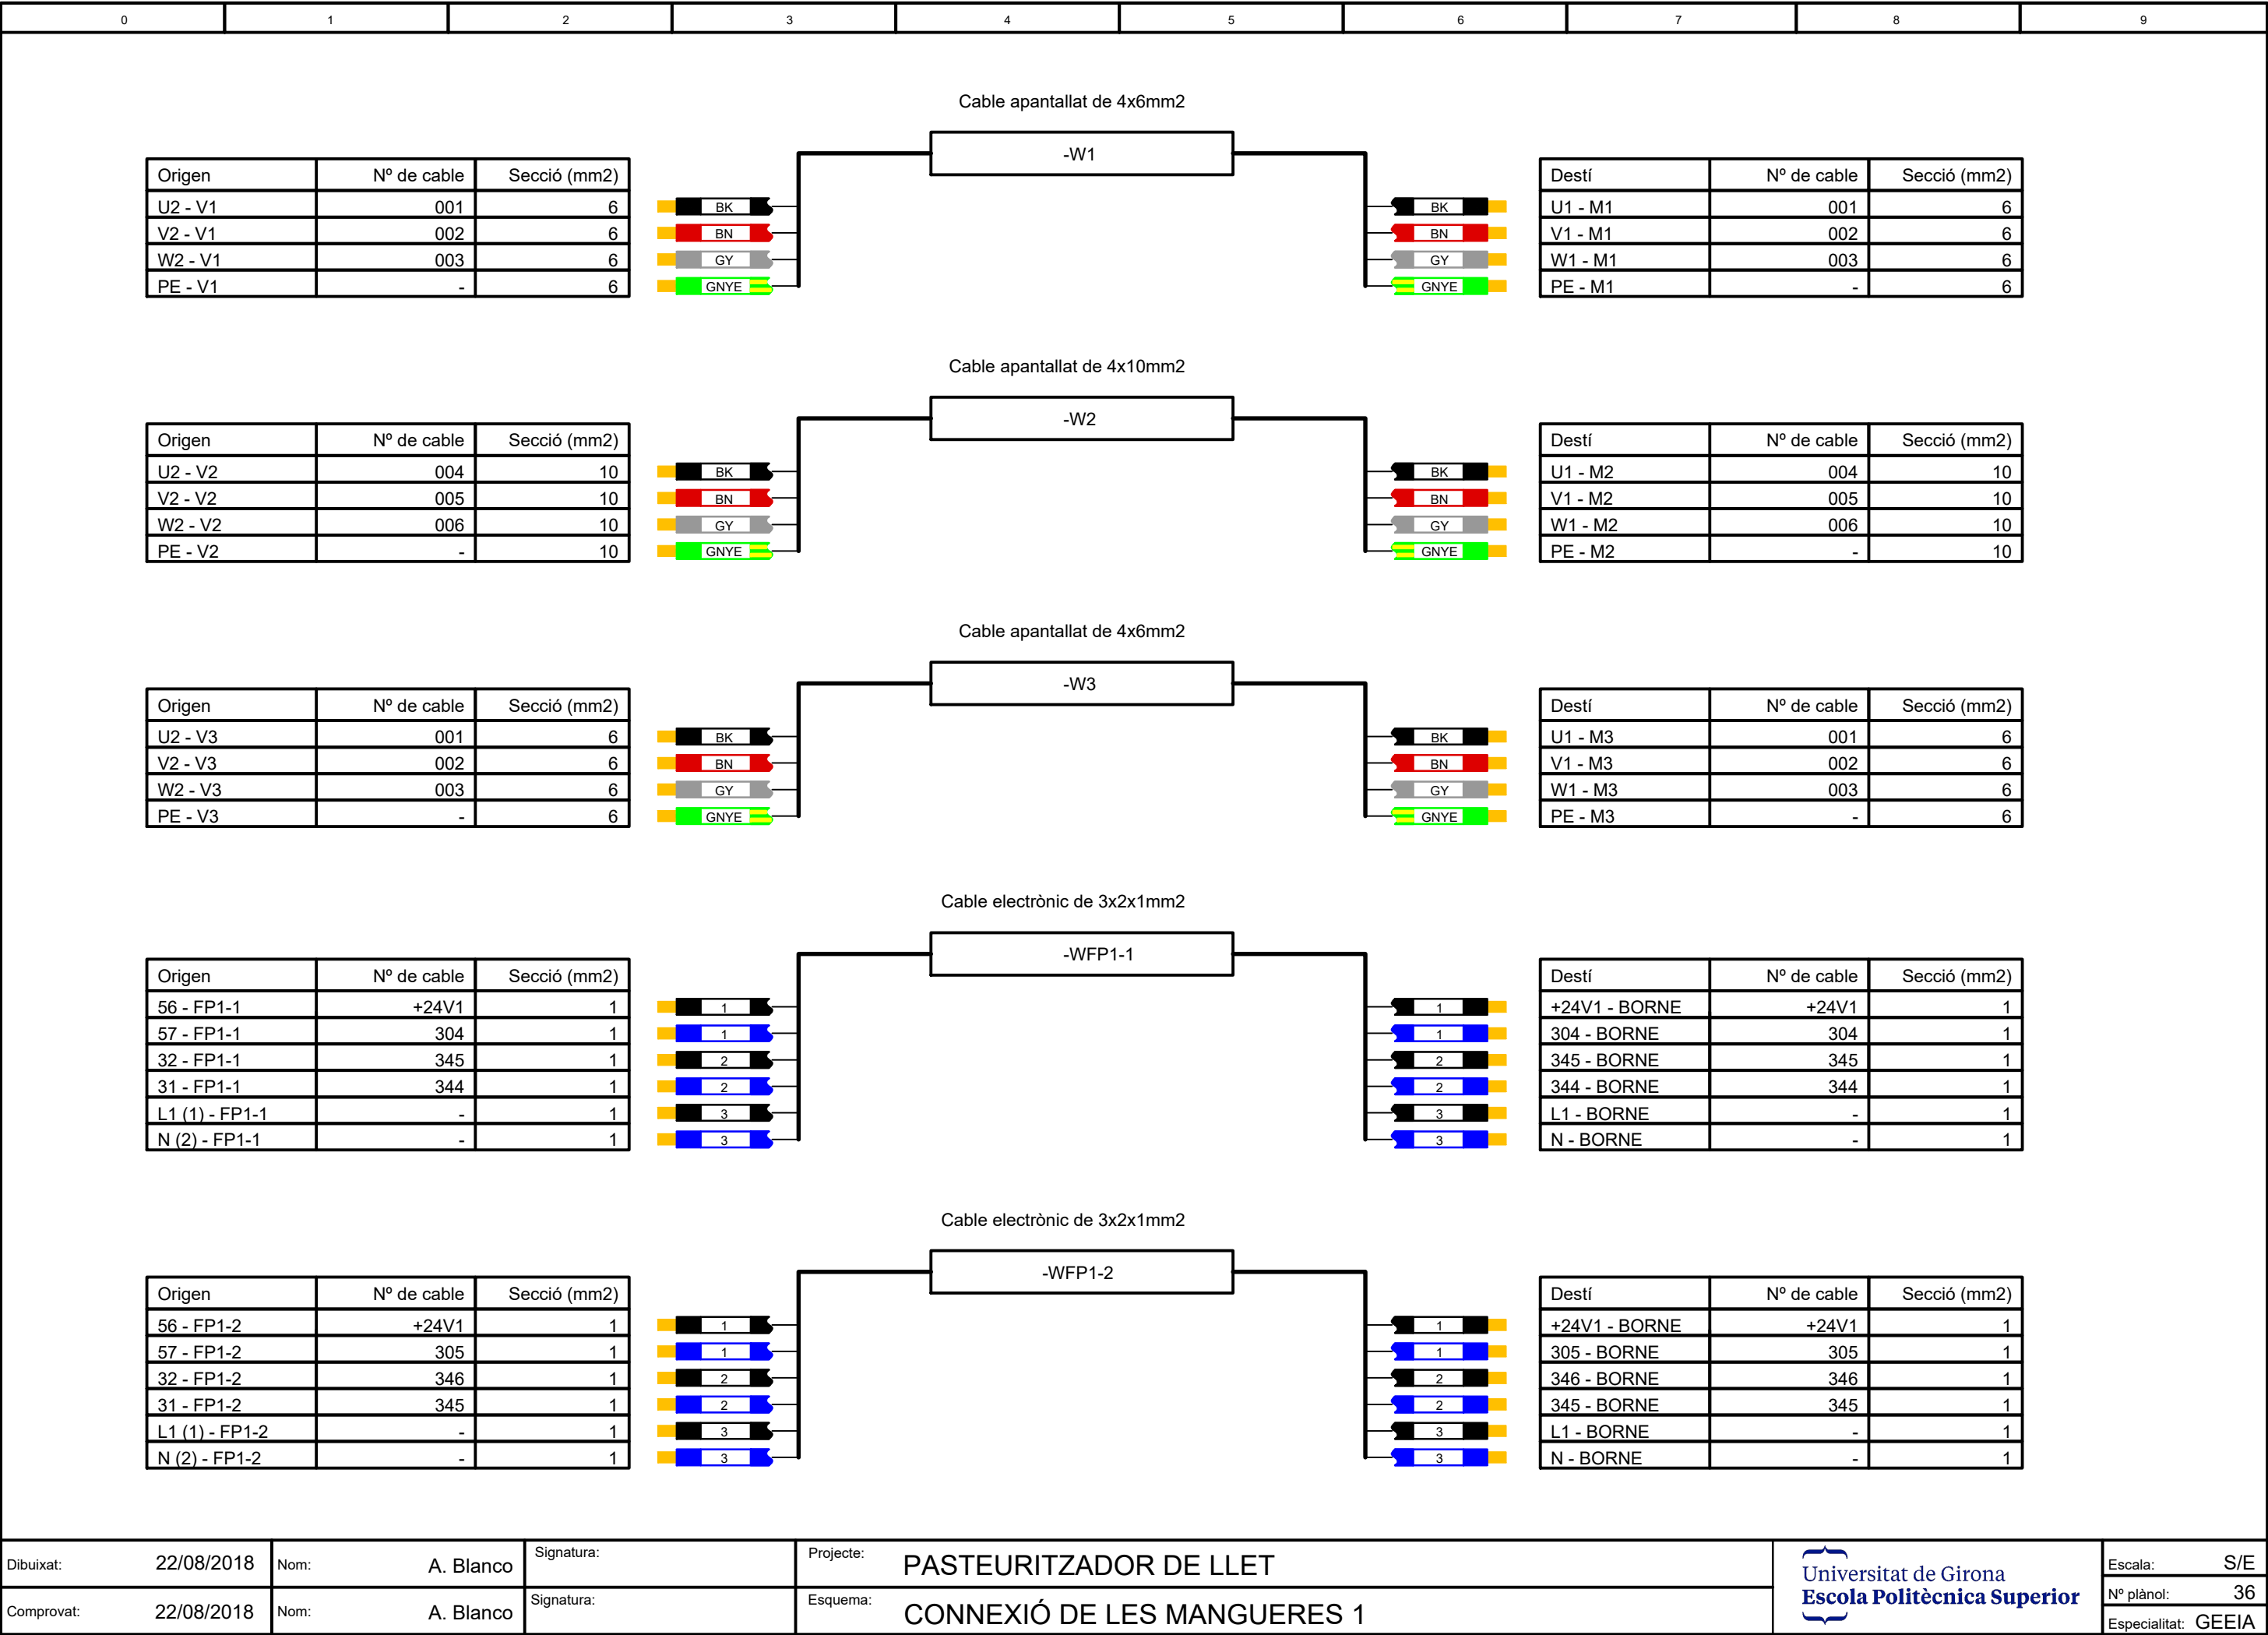 0 1 2 3 4 5 6 7 8 9
Cable apantallat de 4x6mm2
-W1
Origen Nº de cable Secció (mm2) Destí Nº de cable Secció (mm2)
U2 - V1 001 6 BK BK U1 - M1 001 6
V2 - V1 002 6 BN BN V1 - M1 002 6
W2 - V1 003 6 GY GY W1 - M1 003 6
PE - V1 - 6 GNYE GNYE PE - M1 - 6
Cable apantallat de 4x10mm2
-W2
Origen Nº de cable Secció (mm2) Destí Nº de cable Secció (mm2)
U2 - V2 004 10 BK BK U1 - M2 004 10
V2 - V2 005 10 BN BN V1 - M2 005 10
W2 - V2 006 10 GY GY W1 - M2 006 10
PE - V2 - 10 GNYE GNYE PE - M2 - 10
Cable apantallat de 4x6mm2
-W3
Origen Nº de cable Secció (mm2) Destí Nº de cable Secció (mm2)
U2 - V3 001 6 BK BK U1 - M3 001 6
V2 - V3 002 6 BN BN V1 - M3 002 6
W2 - V3 003 6 GY GY W1 - M3 003 6
PE - V3 - 6 GNYE GNYE PE - M3 - 6
Cable electrònic de 3x2x1mm2
-WFP1-1
Origen Nº de cable Secció (mm2) Destí Nº de cable Secció (mm2)
56 - FP1-1 +24V1 1 1 1 +24V1 - BORNE +24V1 1
57 - FP1-1 304 1 1 1 304 - BORNE 304 1
32 - FP1-1 345 1 2 2 345 - BORNE 345 1
31 - FP1-1 344 1 2 2 344 - BORNE 344 1
L1 (1) - FP1-1 - 1 3 3 L1 - BORNE - 1
N (2) - FP1-1 - 1 3 3 N - BORNE - 1
Cable electrònic de 3x2x1mm2
-WFP1-2
Origen Nº de cable Secció (mm2) Destí Nº de cable Secció (mm2)
56 - FP1-2 +24V1 1 1 1 +24V1 - BORNE +24V1 1
57 - FP1-2 305 1 1 1 305 - BORNE 305 1
32 - FP1-2 346 1 2 2 346 - BORNE 346 1
31 - FP1-2 345 1 2 2 345 - BORNE 345 1
L1 (1) - FP1-2 - 1 3 3 L1 - BORNE - 1
N (2) - FP1-2 - 1 3 3 N - BORNE - 1
Dibuixat: 22/08/2018 Nom: A. Blanco Signatura: Projecte: PASTEURITZADOR DE LLET
Comprovat: 22/08/2018 Nom: A. Blanco Signatura: Esquema: CONNEXIÓ DE LES MANGUERES 1
Universitat de Girona
Escola Politècnica Superior
Escala: S/E
Nº plànol: 36
Especialitat: GEEIA